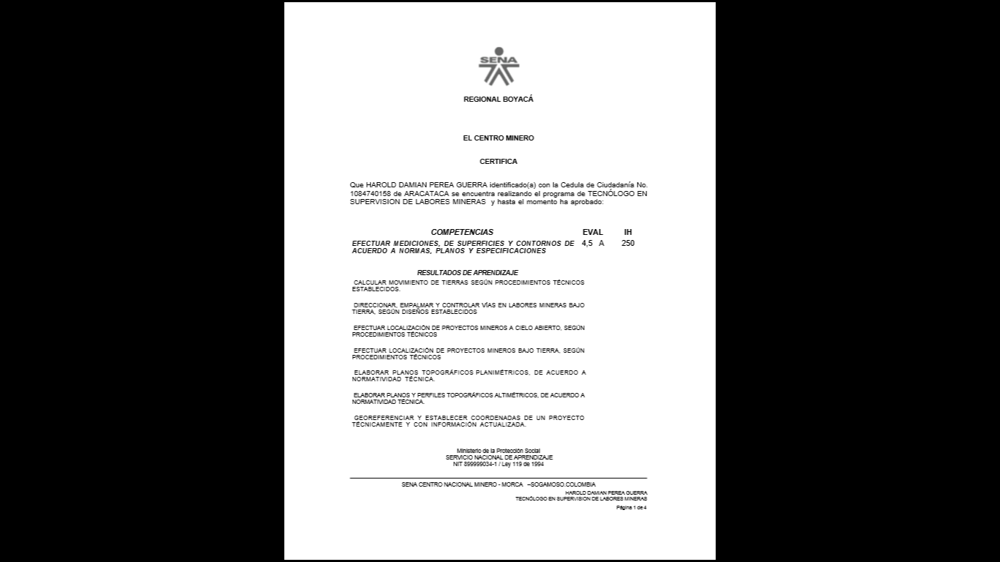 SENA
REGIONAL BOYACÁ
EL CENTRO MINERO
CERTIFICA
Que HAROLD DAMIAN PEREA GUERRA identificado(a) con la Cedula de Ciudadanía No.
1084740158 de ARACATACA se encuentra realizando el programa de TECNÓLOGO EN
SUPERVISION DE LABORES MINERAS y hasta el momento ha aprobado:
COMPETENCIAS EVAL IH
EFECTUAR MEDICIONES, DE SUPERFICIES Y CONTORNOS DE 4,5 A 250
ACUERDO A NORMAS, PLANOS Y ESPECIFICACIONES
RESULTADOS DE APRENDIZAJE
CALCULAR MOVIMIENTO DE TIERRAS SEGÚN PROCEDIMIENTOS TÉCNICOS
ESTABLECIDOS.
DIRECCIONAR, EMPALMAR Y CONTROLAR VÍAS EN LABORES MINERAS BAJO
TIERRA, SEGÚN DISEÑOS ESTABLECIDOS
EFECTUAR LOCALIZACIÓN DE PROYECTOS MINEROS A CIELO ABIERTO, SEGÚN
PROCEDIMIENTOS TÉCNICOS
EFECTUAR LOCALIZACIÓN DE PROYECTOS MINEROS BAJO TIERRA, SEGÚN
PROCEDIMIENTOS TÉCNICOS
ELABORAR PLANOS TOPOGRÁFICOS PLANIMÉTRICOS, DE ACUERDO A
NORMATIVIDAD TÉCNICA.
ELABORAR PLANOS Y PERFILES TOPOGRÁFICOS ALTIMÉTRICOS, DE ACUERDO A
NORMATIVIDAD TÉCNICA.
GEOREFERENCIAR Y ESTABLECER COORDENADAS DE UN PROYECTO
TÉCNICAMENTE Y CON INFORMACIÓN ACTUALIZADA.
Ministerio de la Protección Social
SERVICIO NACIONAL DE APRENDIZAJE
NIT 899999034-1 / Ley 119 de 1994
SENA CENTRO NACIONAL MINERO - MORCA –SOGAMOSO.COLOMBIA
HAROLD DAMIAN PEREA GUERRA
TECNÓLOGO EN SUPERVISION DE LABORES MINERAS
Página 1 de 4